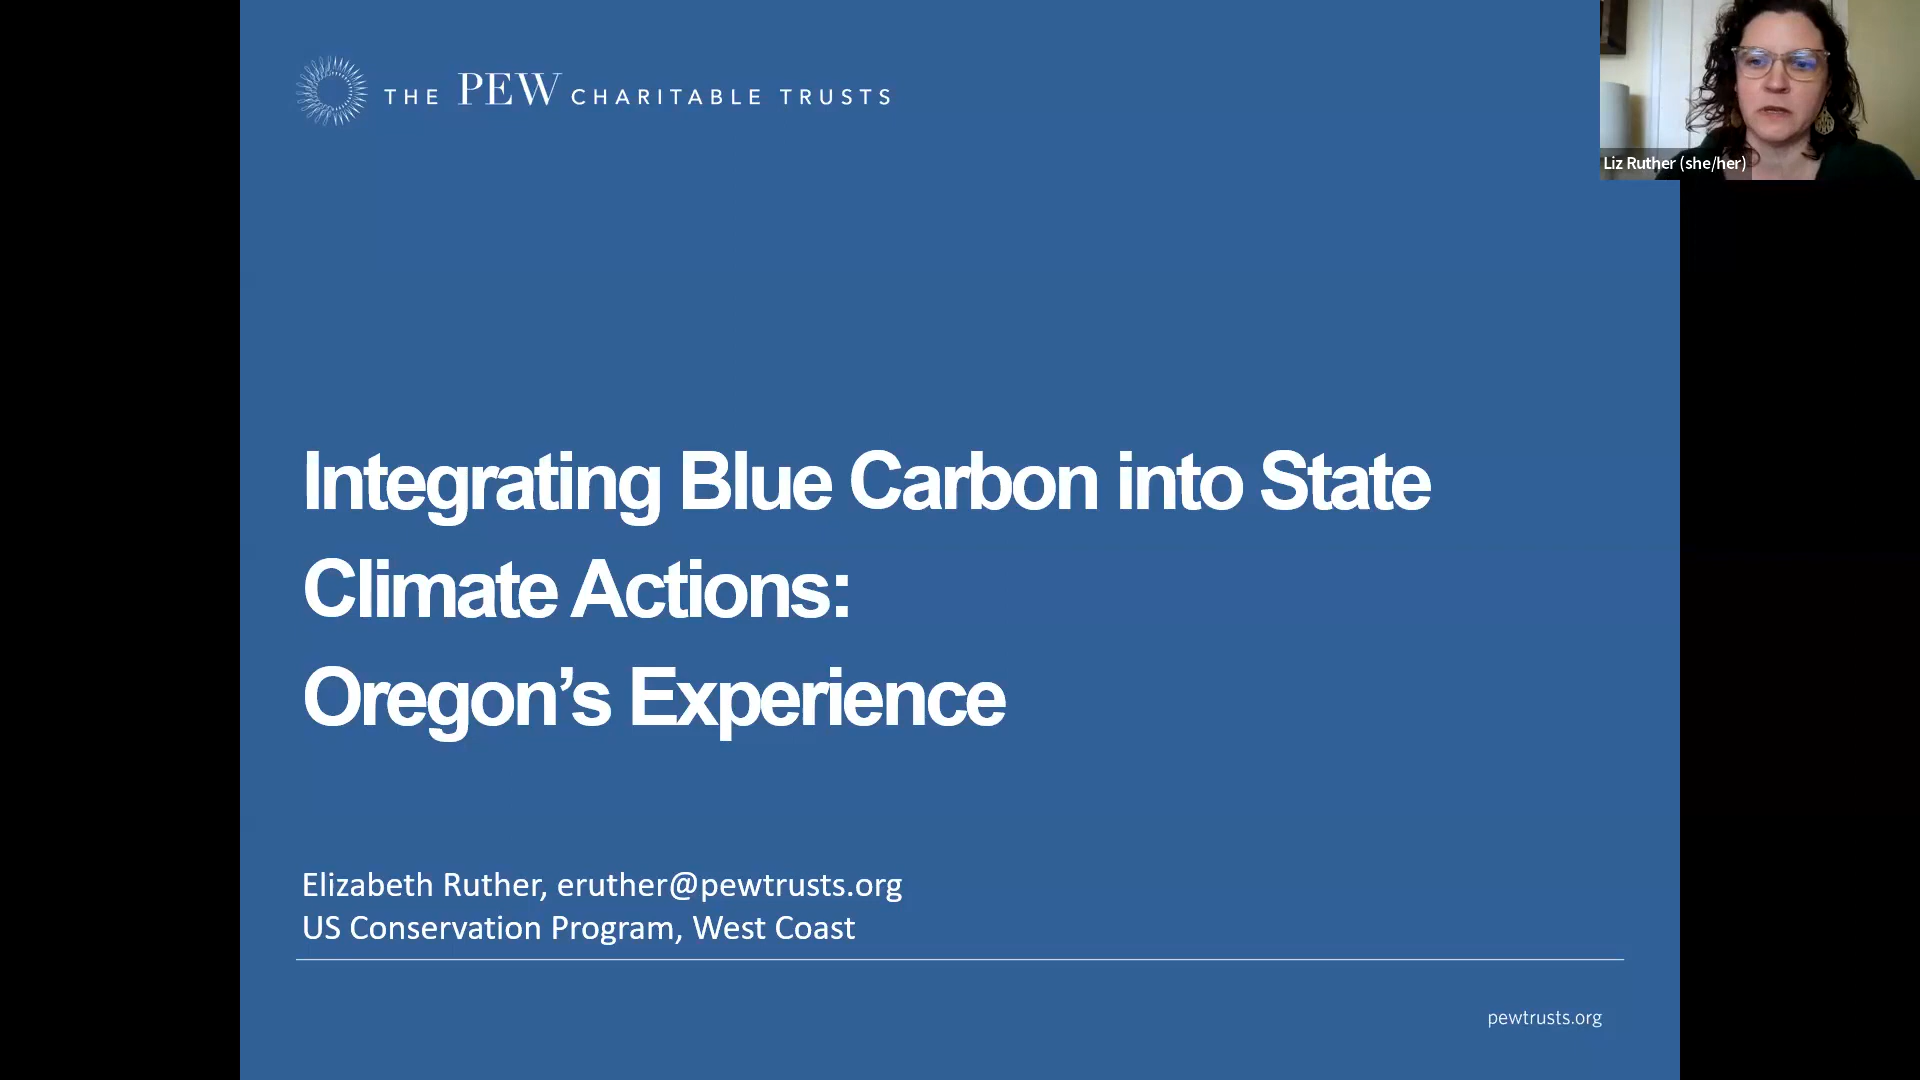 THE PEW CHARITABLE TRUSTS
Liz Ruther (she/her)
Integrating Blue Carbon into State
Climate Actions:
Oregon’s Experience
Elizabeth Ruther, eruther@pewtrusts.org
US Conservation Program, West Coast
pewtrusts.org